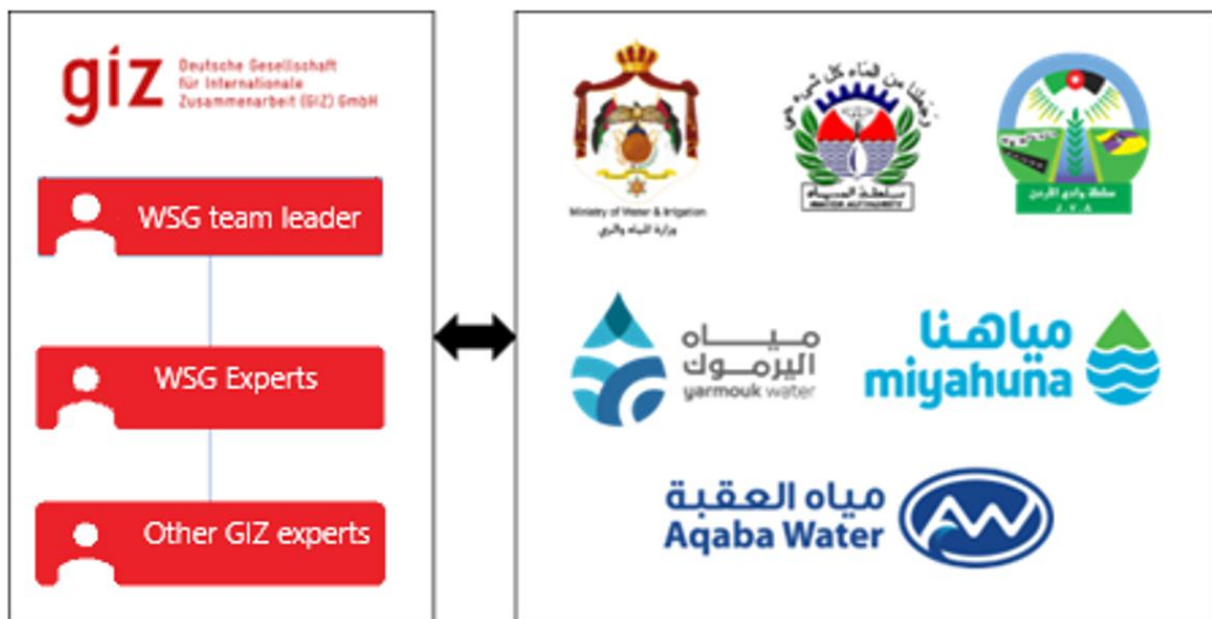 giz
Deutsche Gesellschaft
für Internationale
Zusammenarbeit (GIZ) GmbH
WSG team leader
WSG Experts
Other GIZ experts
Ministry of Water & Irrigation
وزارة المياه والري
وجعلنا من الماء كل شيء حي
سلطة المياه
WATER AUTHORITY
سلطة وادي الأردن
مياه
اليرموك
yarmouk water
مياهنا
miyahuna
مياه العقبة
Aqaba Water
AW